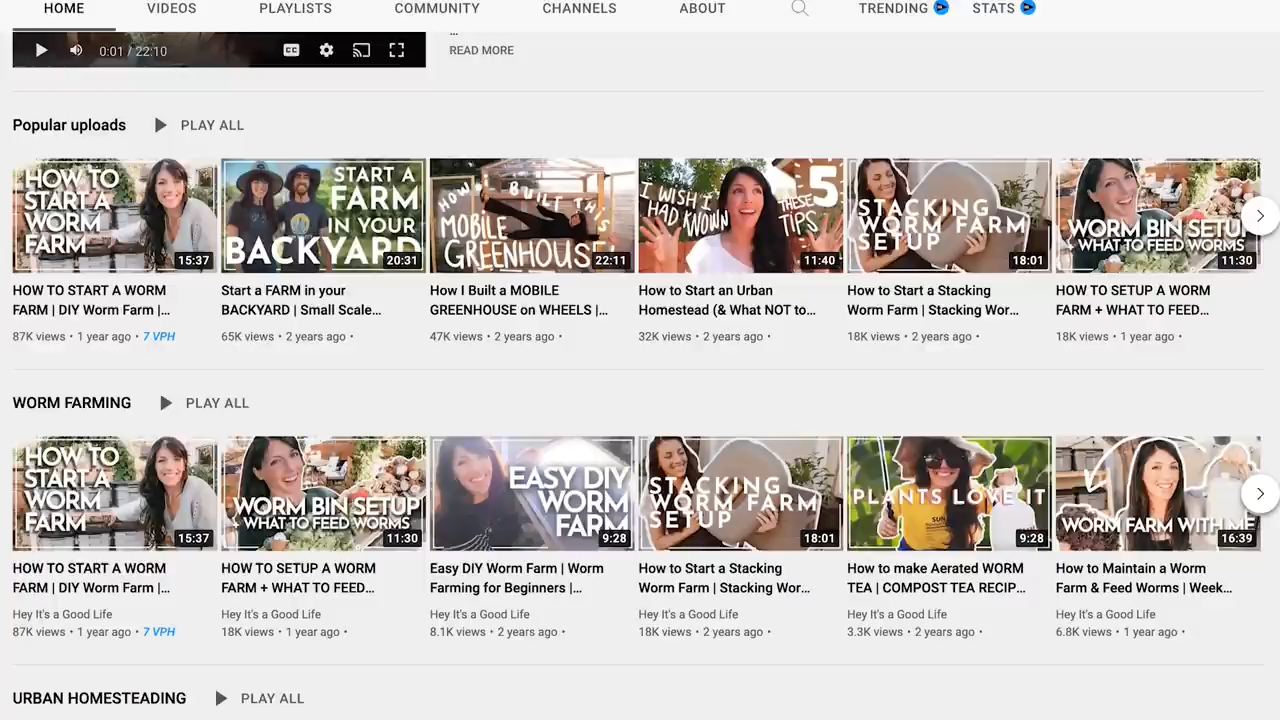 HOME VIDEOS PLAYLISTS COMMUNITY CHANNELS ABOUT TRENDING STATS
0:01 / 22:10
CC
...
READ MORE
Popular uploads PLAY ALL
HOW TO
START A
WORM
FARM
15:37
START A
FARM
IN YOUR
BACKYARD
20:31
HOW I BUILT THIS
MOBILE
GREENHOUSE!
22:11
I WISH I
HAD KNOWN
THESE
5
TIPS
11:40
STACKING
WORM FARM
SETUP
18:01
WORM BIN SETUP
WHAT TO FEED WORMS
11:30
HOW TO START A WORM
FARM | DIY Worm Farm |...
87K views • 1 year ago • 7 VPH
Start a FARM in your
BACKYARD | Small Scale...
65K views • 2 years ago •
How I Built a MOBILE
GREENHOUSE on WHEELS |...
47K views • 2 years ago •
How to Start an Urban
Homestead (& What NOT to...
32K views • 2 years ago •
How to Start a Stacking
Worm Farm | Stacking Wor...
18K views • 2 years ago •
HOW TO SETUP A WORM
FARM + WHAT TO FEED...
18K views • 1 year ago •
WORM FARMING PLAY ALL
HOW TO
START A
WORM
FARM
15:37
WORM BIN SETUP
WHAT TO FEED WORMS
11:30
EASY DIY
WORM
FARM
9:28
STACKING
WORM FARM
SETUP
18:01
PLANTS LOVE IT
SUN
9:28
WORM FARM WITH ME
16:39
HOW TO START A WORM
FARM | DIY Worm Farm |...
Hey It's a Good Life
87K views • 1 year ago • 7 VPH
HOW TO SETUP A WORM
FARM + WHAT TO FEED...
Hey It's a Good Life
18K views • 1 year ago •
Easy DIY Worm Farm | Worm
Farming for Beginners |...
Hey It's a Good Life
8.1K views • 2 years ago •
How to Start a Stacking
Worm Farm | Stacking Wor...
Hey It's a Good Life
18K views • 2 years ago •
How to make Aerated WORM
TEA | COMPOST TEA RECIP...
Hey It's a Good Life
3.3K views • 2 years ago •
How to Maintain a Worm
Farm & Feed Worms | Week...
Hey It's a Good Life
6.8K views • 1 year ago •
URBAN HOMESTEADING PLAY ALL